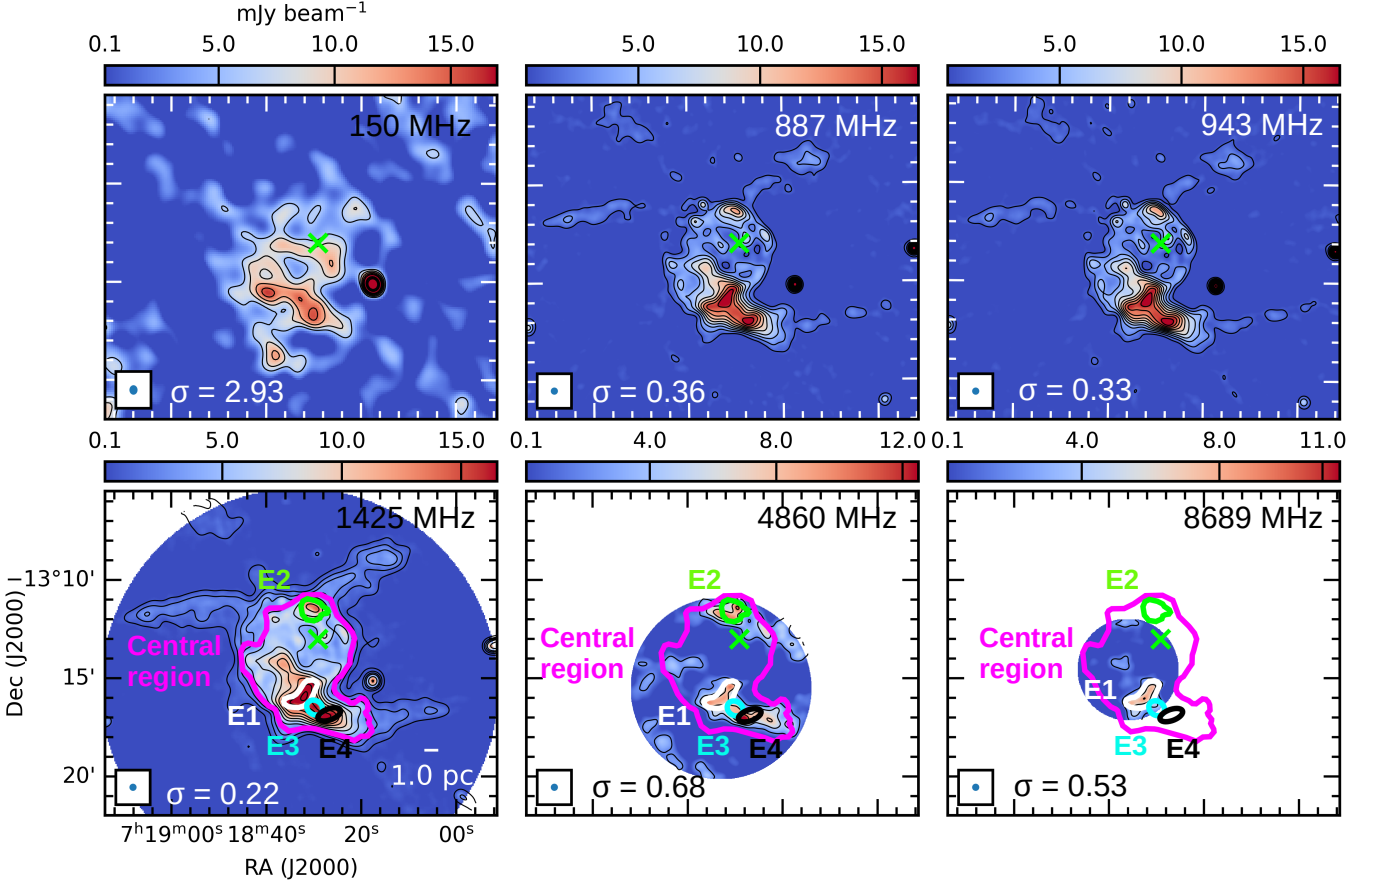 mJy beam⁻¹
0.1 5.0 10.0 15.0
5.0 10.0 15.0
5.0 10.0 15.0
150 MHz
887 MHz
943 MHz
σ = 2.93
σ = 0.36
σ = 0.33
0.1 5.0 10.0 15.0
0.1 4.0 8.0 12.0
0.1 4.0 8.0 11.0
1425 MHz
4860 MHz
8689 MHz
Dec (J2000)
13°10'
15'
20'
E2
Central
region
E1
E3
E4
1.0 pc
σ = 0.22
E2
Central
region
E1
E3
E4
σ = 0.68
E2
Central
region
E1
E3
E4
σ = 0.53
7ʰ19ᵐ00ˢ 18ᵐ40ˢ 20ˢ 00ˢ
RA (J2000)